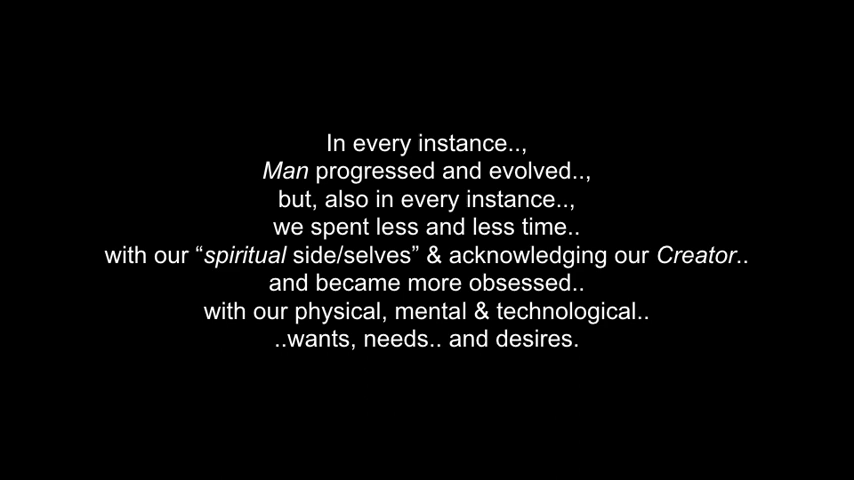 In every instance..,
Man progressed and evolved..,
but, also in every instance..,
we spent less and less time..
with our “spiritual side/selves” & acknowledging our Creator..
and became more obsessed..
with our physical, mental & technological..
..wants, needs.. and desires.